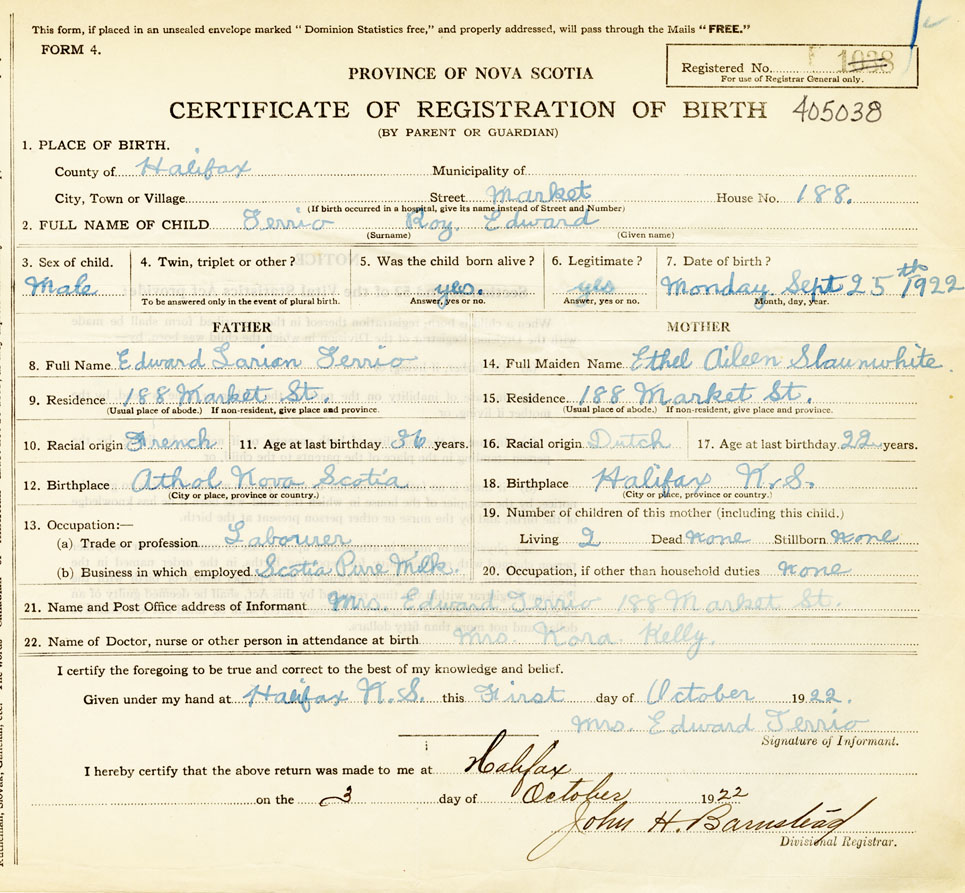 This form, if placed in an unsealed envelope marked "Dominion Statistics free," and properly addressed, will pass through the Mails "FREE."
FORM 4.
Registered No. 1038
For use of Registrar General only.
PROVINCE OF NOVA SCOTIA
CERTIFICATE OF REGISTRATION OF BIRTH 405038
(BY PARENT OR GUARDIAN)
1. PLACE OF BIRTH.
County of Halifax Municipality of
City, Town or Village Street Market House No. 188.
(If birth occurred in a hospital, give its name instead of Street and Number)
2. FULL NAME OF CHILD Terrio Roy. Edward
(Surname) (Given name)
3. Sex of child. 4. Twin, triplet or other? 5. Was the child born alive? 6. Legitimate? 7. Date of birth?
Male yes. yes Monday Sept 25th 1922
To be answered only in the event of plural birth. Answer, yes or no. Answer, yes or no. Month, day, year.
FATHER MOTHER
8. Full Name Edward Larion Terrio 14. Full Maiden Name Ethel Aileen Slaunwhite.
9. Residence 188 Market St. 15. Residence. 188 Market St.
(Usual place of abode.) If non-resident, give place and province. (Usual place of abode.) If non-resident, give place and province.
10. Racial origin French 11. Age at last birthday 36 years. 16. Racial origin Dutch 17. Age at last birthday 22 years.
12. Birthplace Athol Nova Scotia 18. Birthplace Halifax N.S.
(City or place, province or country.) (City or place, province or country.)
13. Occupation:— 19. Number of children of this mother (including this child.)
(a) Trade or profession Labourer Living 2 Dead None Stillborn None
(b) Business in which employed Scotia Pure Milk. 20. Occupation, if other than household duties None
21. Name and Post Office address of Informant Mrs. Edward Terrio 188 Market St.
22. Name of Doctor, nurse or other person in attendance at birth Mrs Nora Kelly.
I certify the foregoing to be true and correct to the best of my knowledge and belief.
Given under my hand at Halifax N.S. this First day of October 1922.
Mrs. Edward Terrio
Signature of Informant.
I hereby certify that the above return was made to me at Halifax
on the 3 day of October 1922
John H. Barnstead
Divisional Registrar.